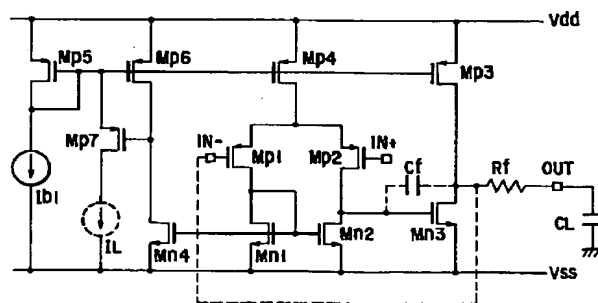 Vdd
Mp5
Mp6
Mp4
Mp3
Mp7
IN-
IN+
Mp1
Mp2
Cf
Rf
OUT
Ib1
IL
CL
Mn4
Mn1
Mn2
Mn3
Vss